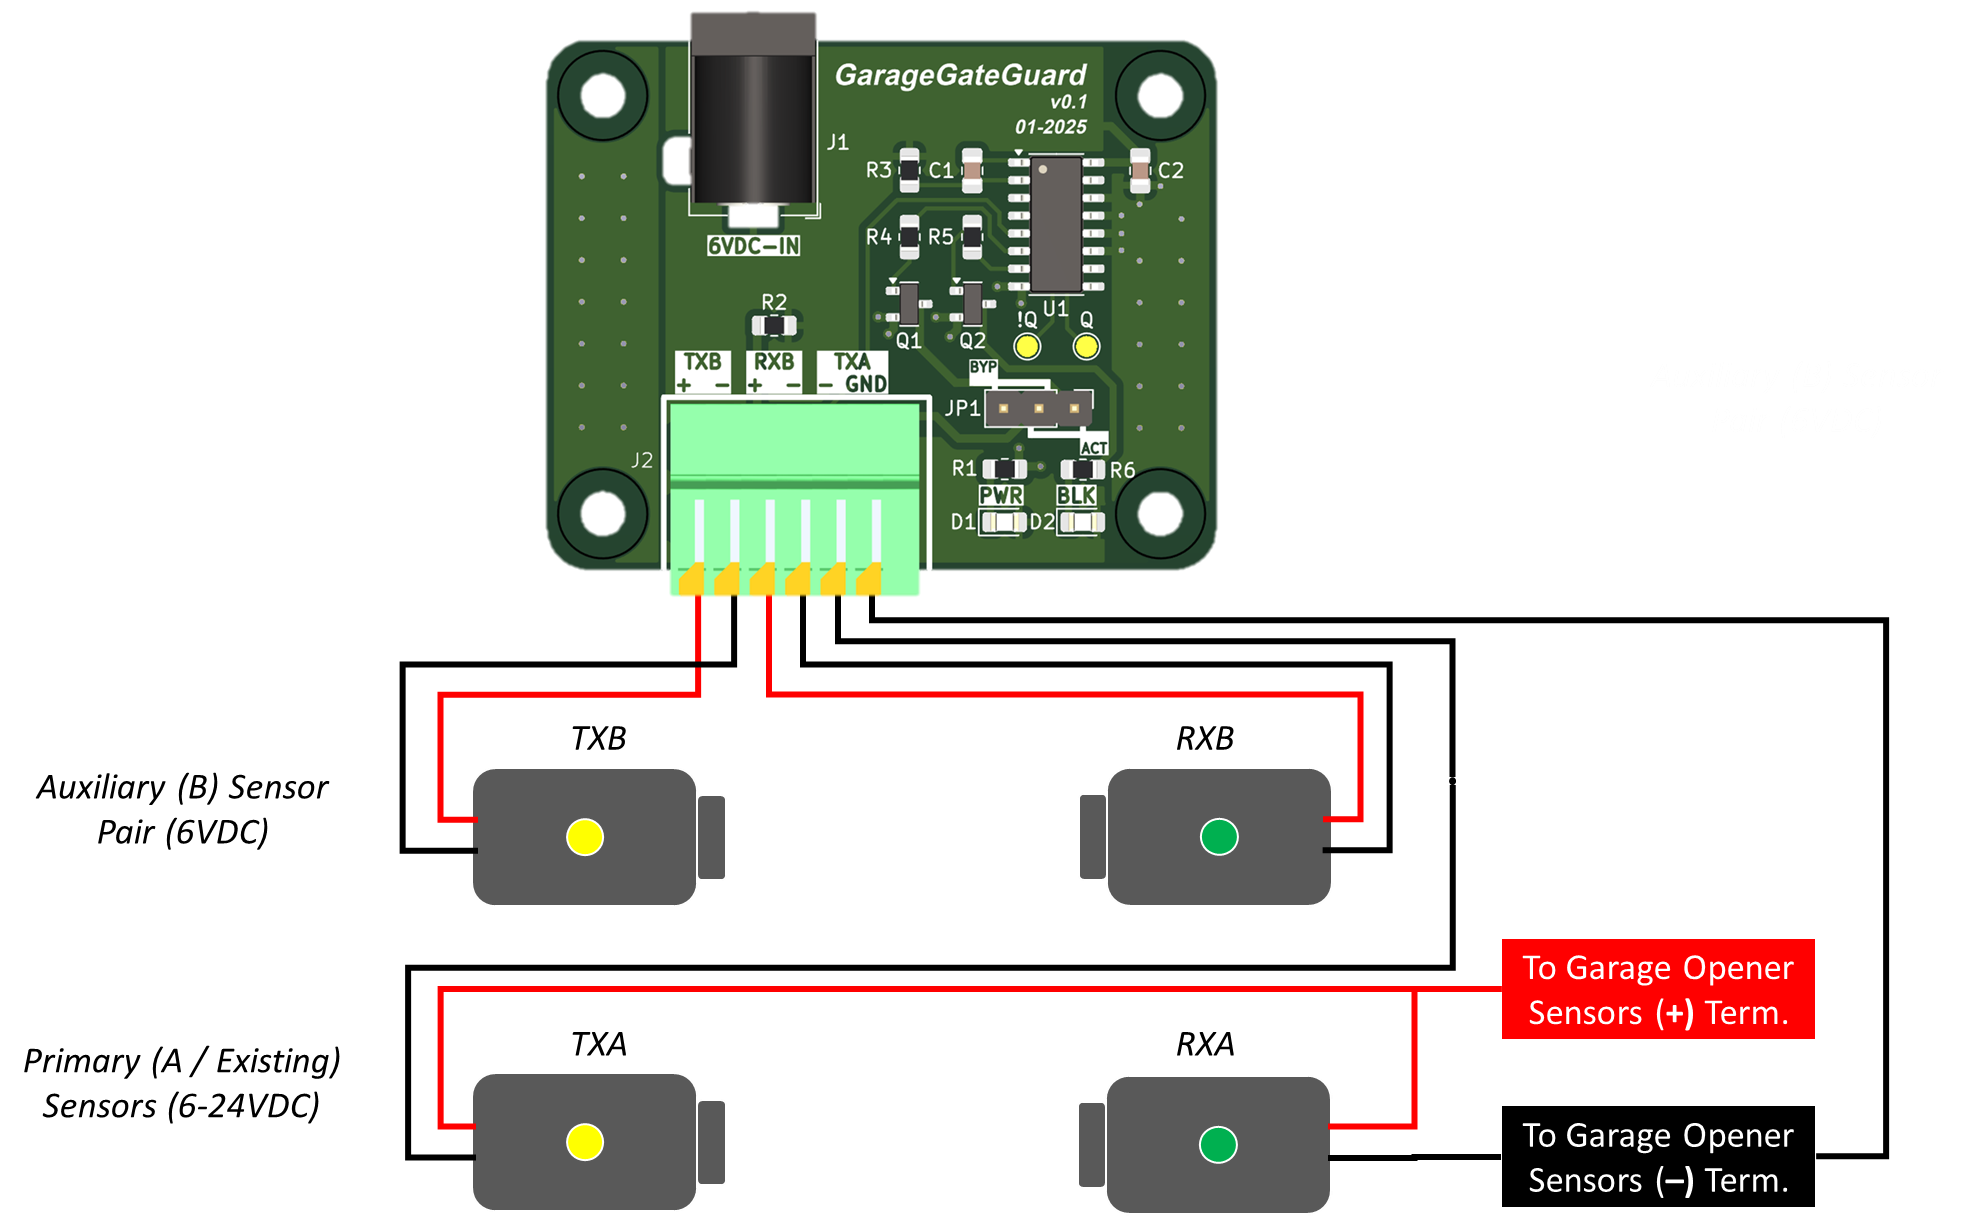 GarageGateGuard
v0.1
01-2025
J1
R3
C1
C2
R4
R5
6VDC-IN
R2
U1
!Q
Q
Q1
Q2
TXB
RXB
TXA
+ −
+ −
− GND
BYP
JP1
ACT
J2
R1
R6
PWR
BLK
D1
D2
TXB
RXB
Auxiliary (B) Sensor
Pair (6VDC)
To Garage Opener
Sensors (+) Term.
TXA
RXA
Primary (A / Existing)
Sensors (6-24VDC)
To Garage Opener
Sensors (–) Term.